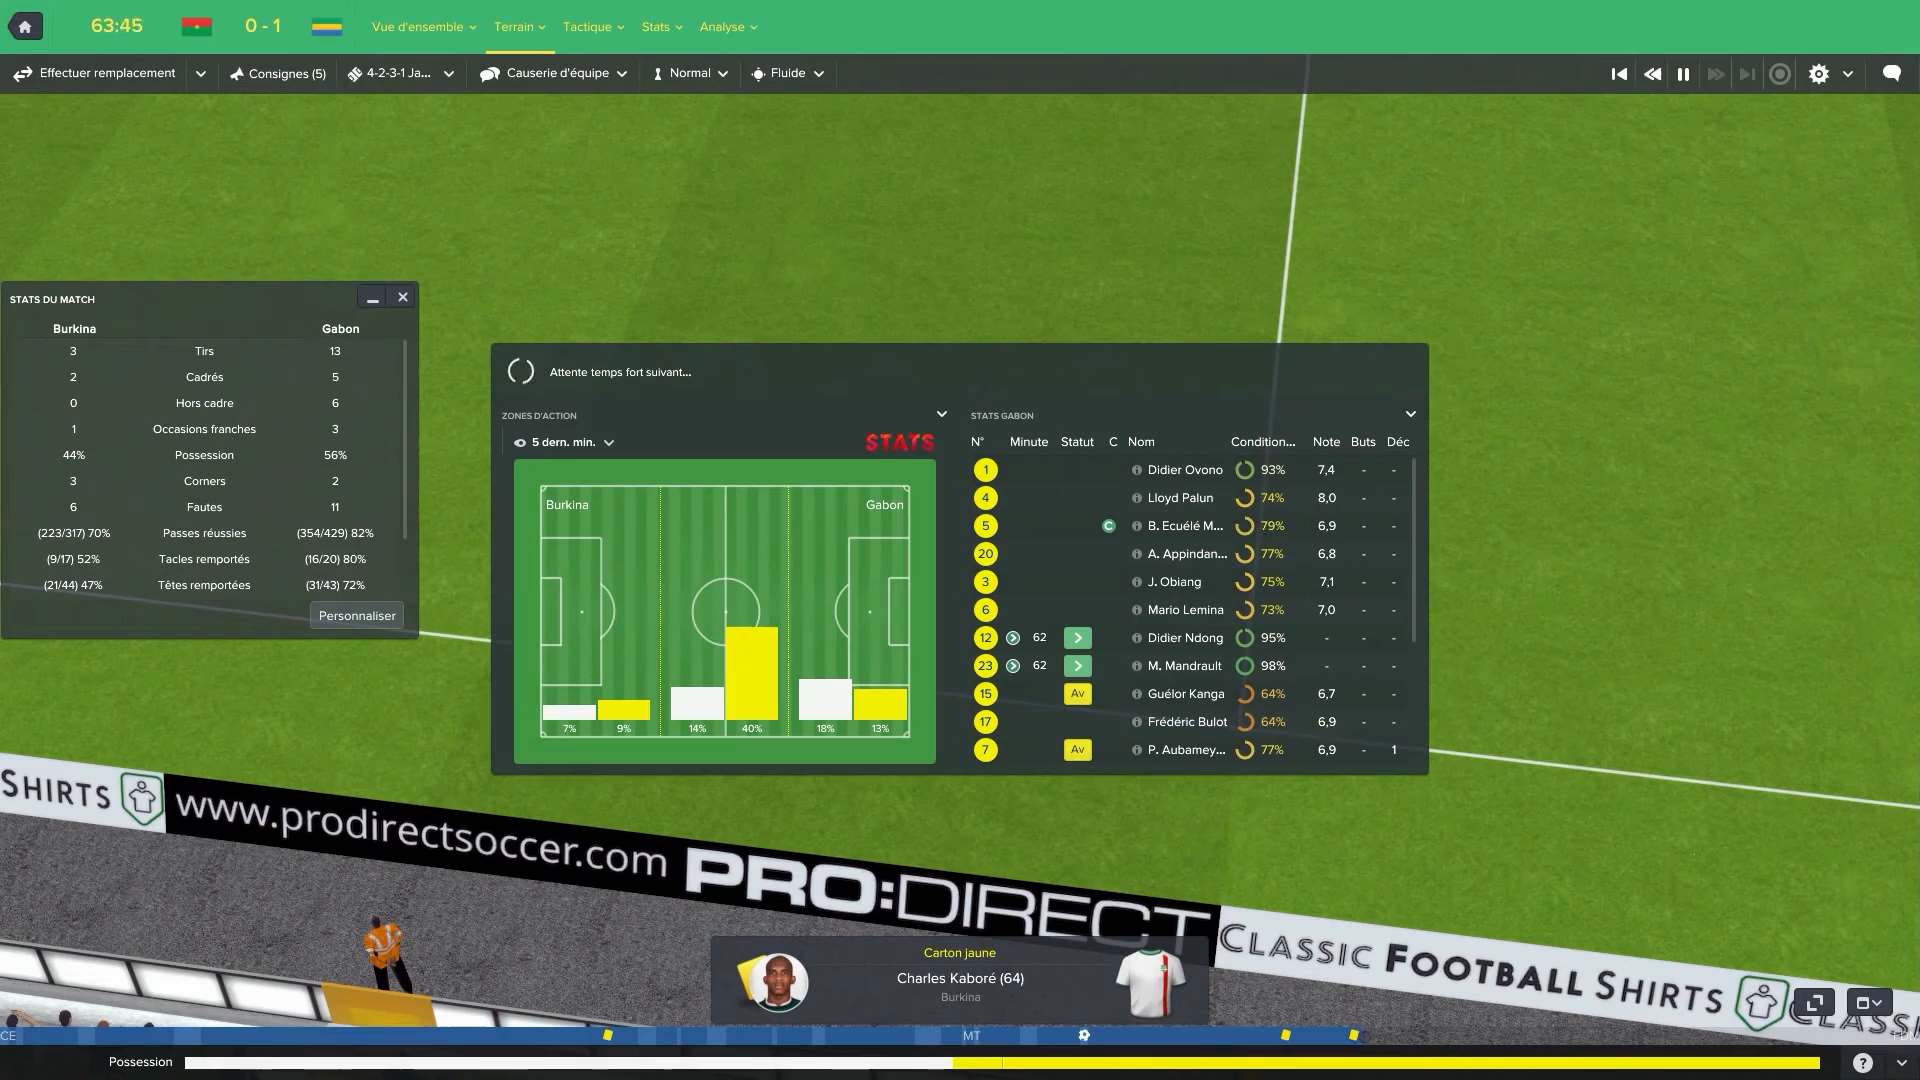 63:45
0 - 1
Vue d'ensemble
Terrain
Tactique
Stats
Analyse
Effectuer remplacement
Consignes (5)
4-2-3-1 Ja...
Causerie d'équipe
Normal
Fluide
STATS DU MATCH
Burkina Gabon
3 Tirs 13
2 Cadrés 5
0 Hors cadre 6
1 Occasions franches 3
44% Possession 56%
3 Corners 2
6 Fautes 11
(223/317) 70% Passes réussies (354/429) 82%
(9/17) 52% Tacles remportés (16/20) 80%
(21/44) 47% Têtes remportées (31/43) 72%
Personnaliser
Attente temps fort suivant...
ZONES D'ACTION
5 dern. min.
STATS
Burkina Gabon
7% 9% 14% 40% 18% 13%
STATS GABON
N° Minute Statut C Nom Condition... Note Buts Déc
1 Didier Ovono 93% 7,4 - -
4 Lloyd Palun 74% 8,0 - -
5 C B. Ecuélé M... 79% 6,9 - -
20 A. Appindan... 77% 6,8 - -
3 J. Obiang 75% 7,1 - -
6 Mario Lemina 73% 7,0 - -
12 62 Didier Ndong 95% - - -
23 62 M. Mandrault 98% - - -
15 Av Guélor Kanga 64% 6,7 - -
17 Frédéric Bulot 64% 6,9 - -
7 Av P. Aubamey... 77% 6,9 - 1
SHIRTS
www.prodirectsoccer.com
PRO:DIRECT
CLASSIC FOOTBALL SHIRTS
CLASS
Carton jaune
Charles Kaboré (64)
Burkina
CE
MT
Possession
?